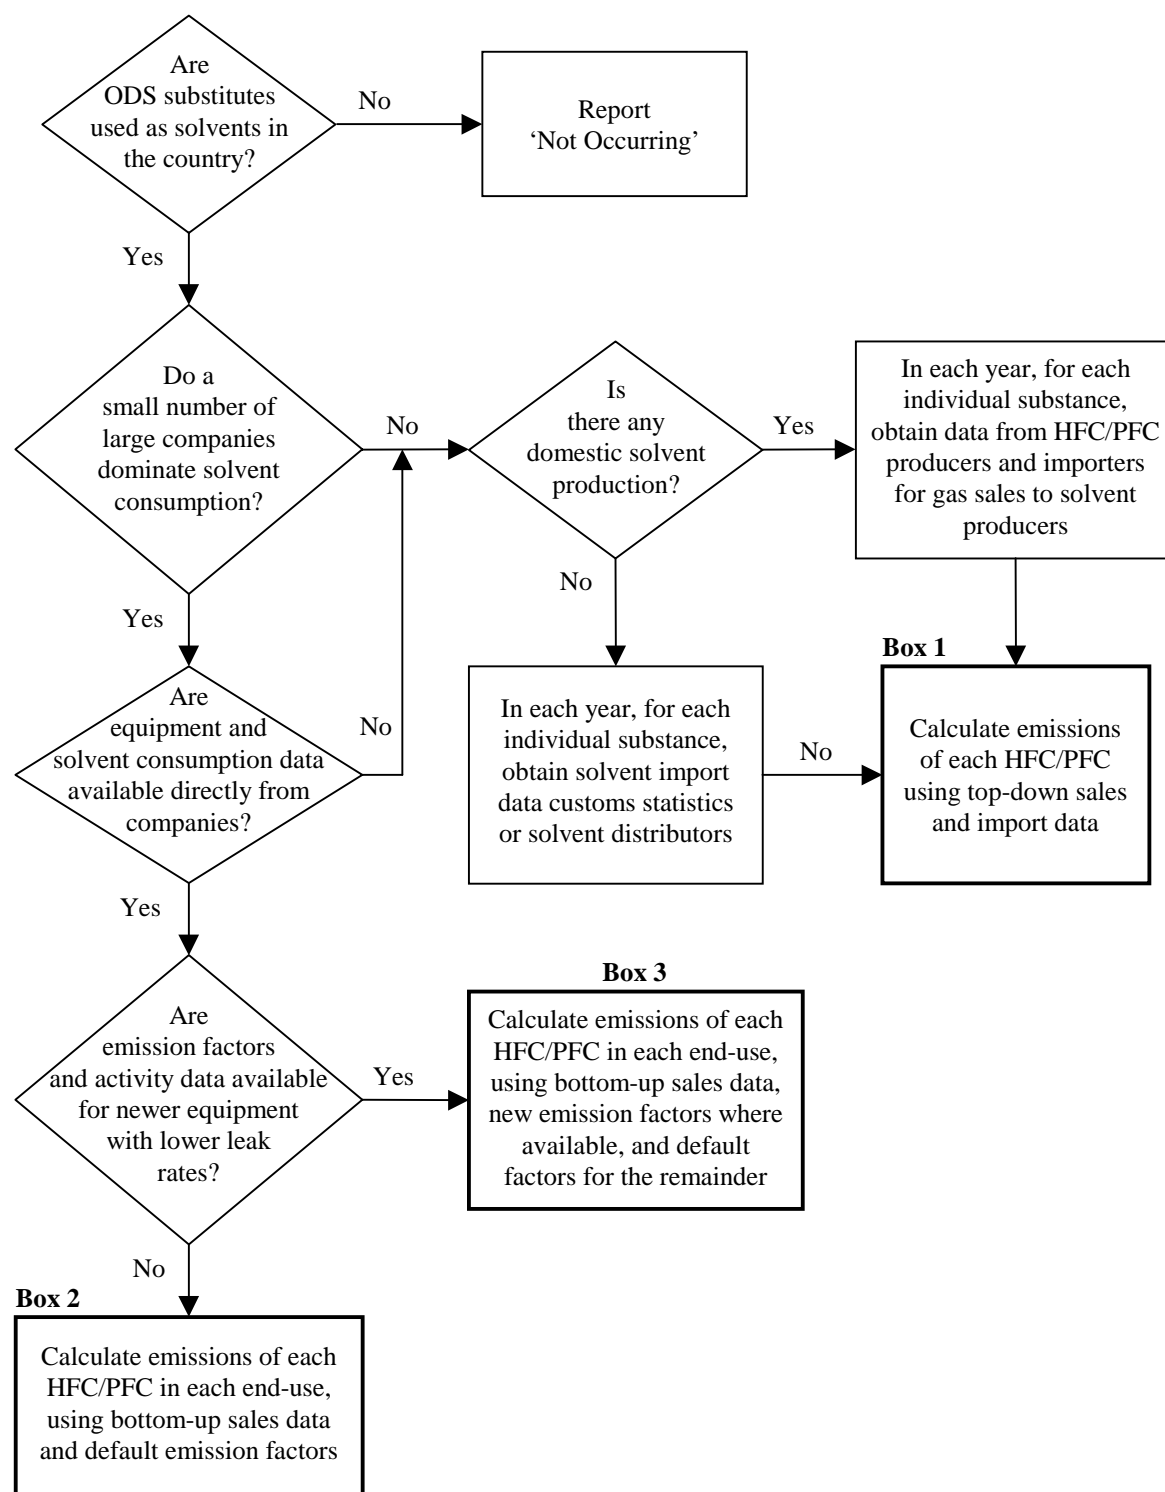 Are
ODS substitutes
used as solvents in
the country?
No
Report
‘Not Occurring’
Yes
Do a
small number of
large companies
dominate solvent
consumption?
No
Is
there any
domestic solvent
production?
Yes
In each year, for each
individual substance,
obtain data from HFC/PFC
producers and importers
for gas sales to solvent
producers
No
Yes
Box 1
Are
equipment and
solvent consumption data
available directly from
companies?
No
In each year, for each
individual substance,
obtain solvent import
data customs statistics
or solvent distributors
No
Calculate emissions
of each HFC/PFC
using top-down sales
and import data
Yes
Are
emission factors
and activity data available
for newer equipment
with lower leak
rates?
Yes
Box 3
Calculate emissions of each
HFC/PFC in each end-use,
using bottom-up sales data,
new emission factors where
available, and default
factors for the remainder
No
Box 2
Calculate emissions of each
HFC/PFC in each end-use,
using bottom-up sales data
and default emission factors